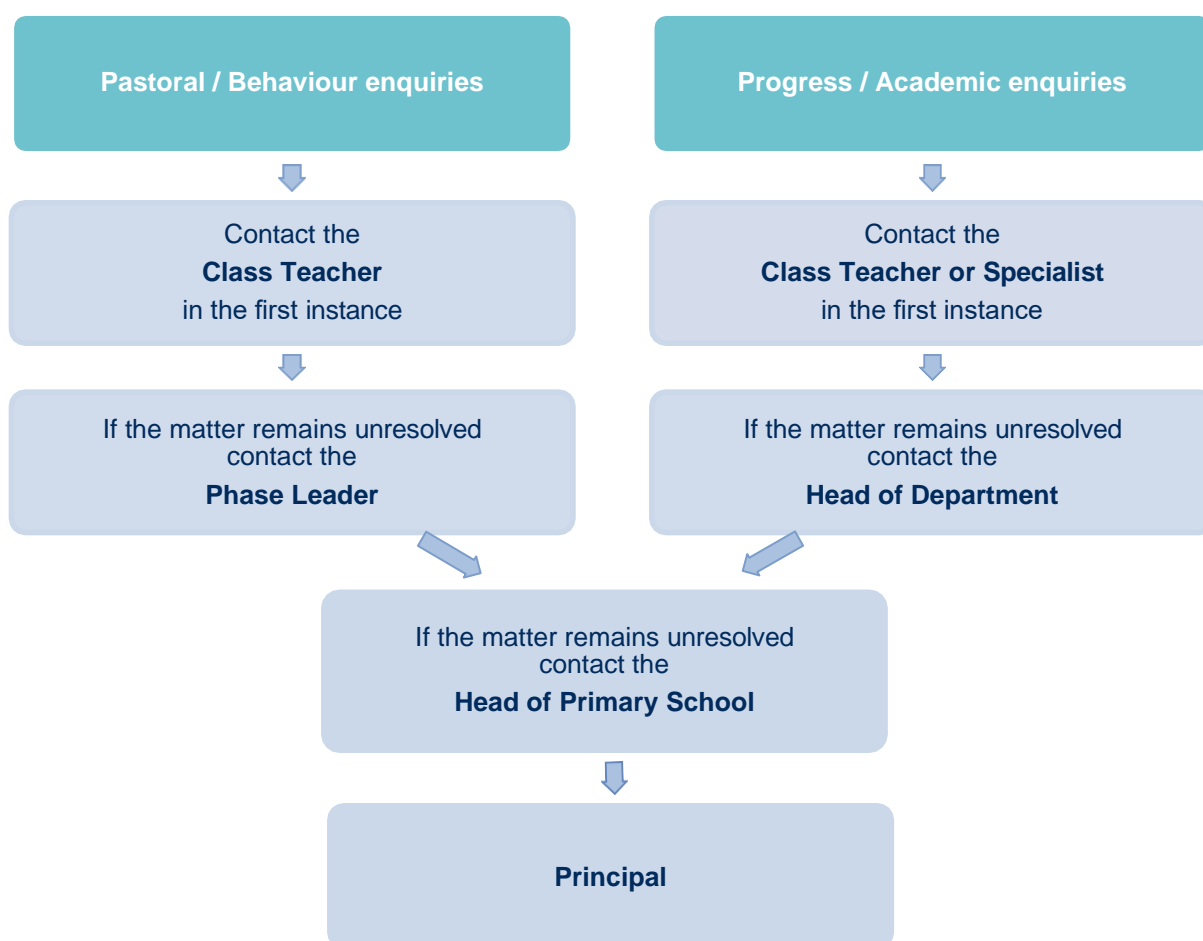 Pastoral / Behaviour enquiries
Progress / Academic enquiries
Contact the
Class Teacher
in the first instance
Contact the
Class Teacher or Specialist
in the first instance
If the matter remains unresolved
contact the
Phase Leader
If the matter remains unresolved
contact the
Head of Department
If the matter remains unresolved
contact the
Head of Primary School
Principal